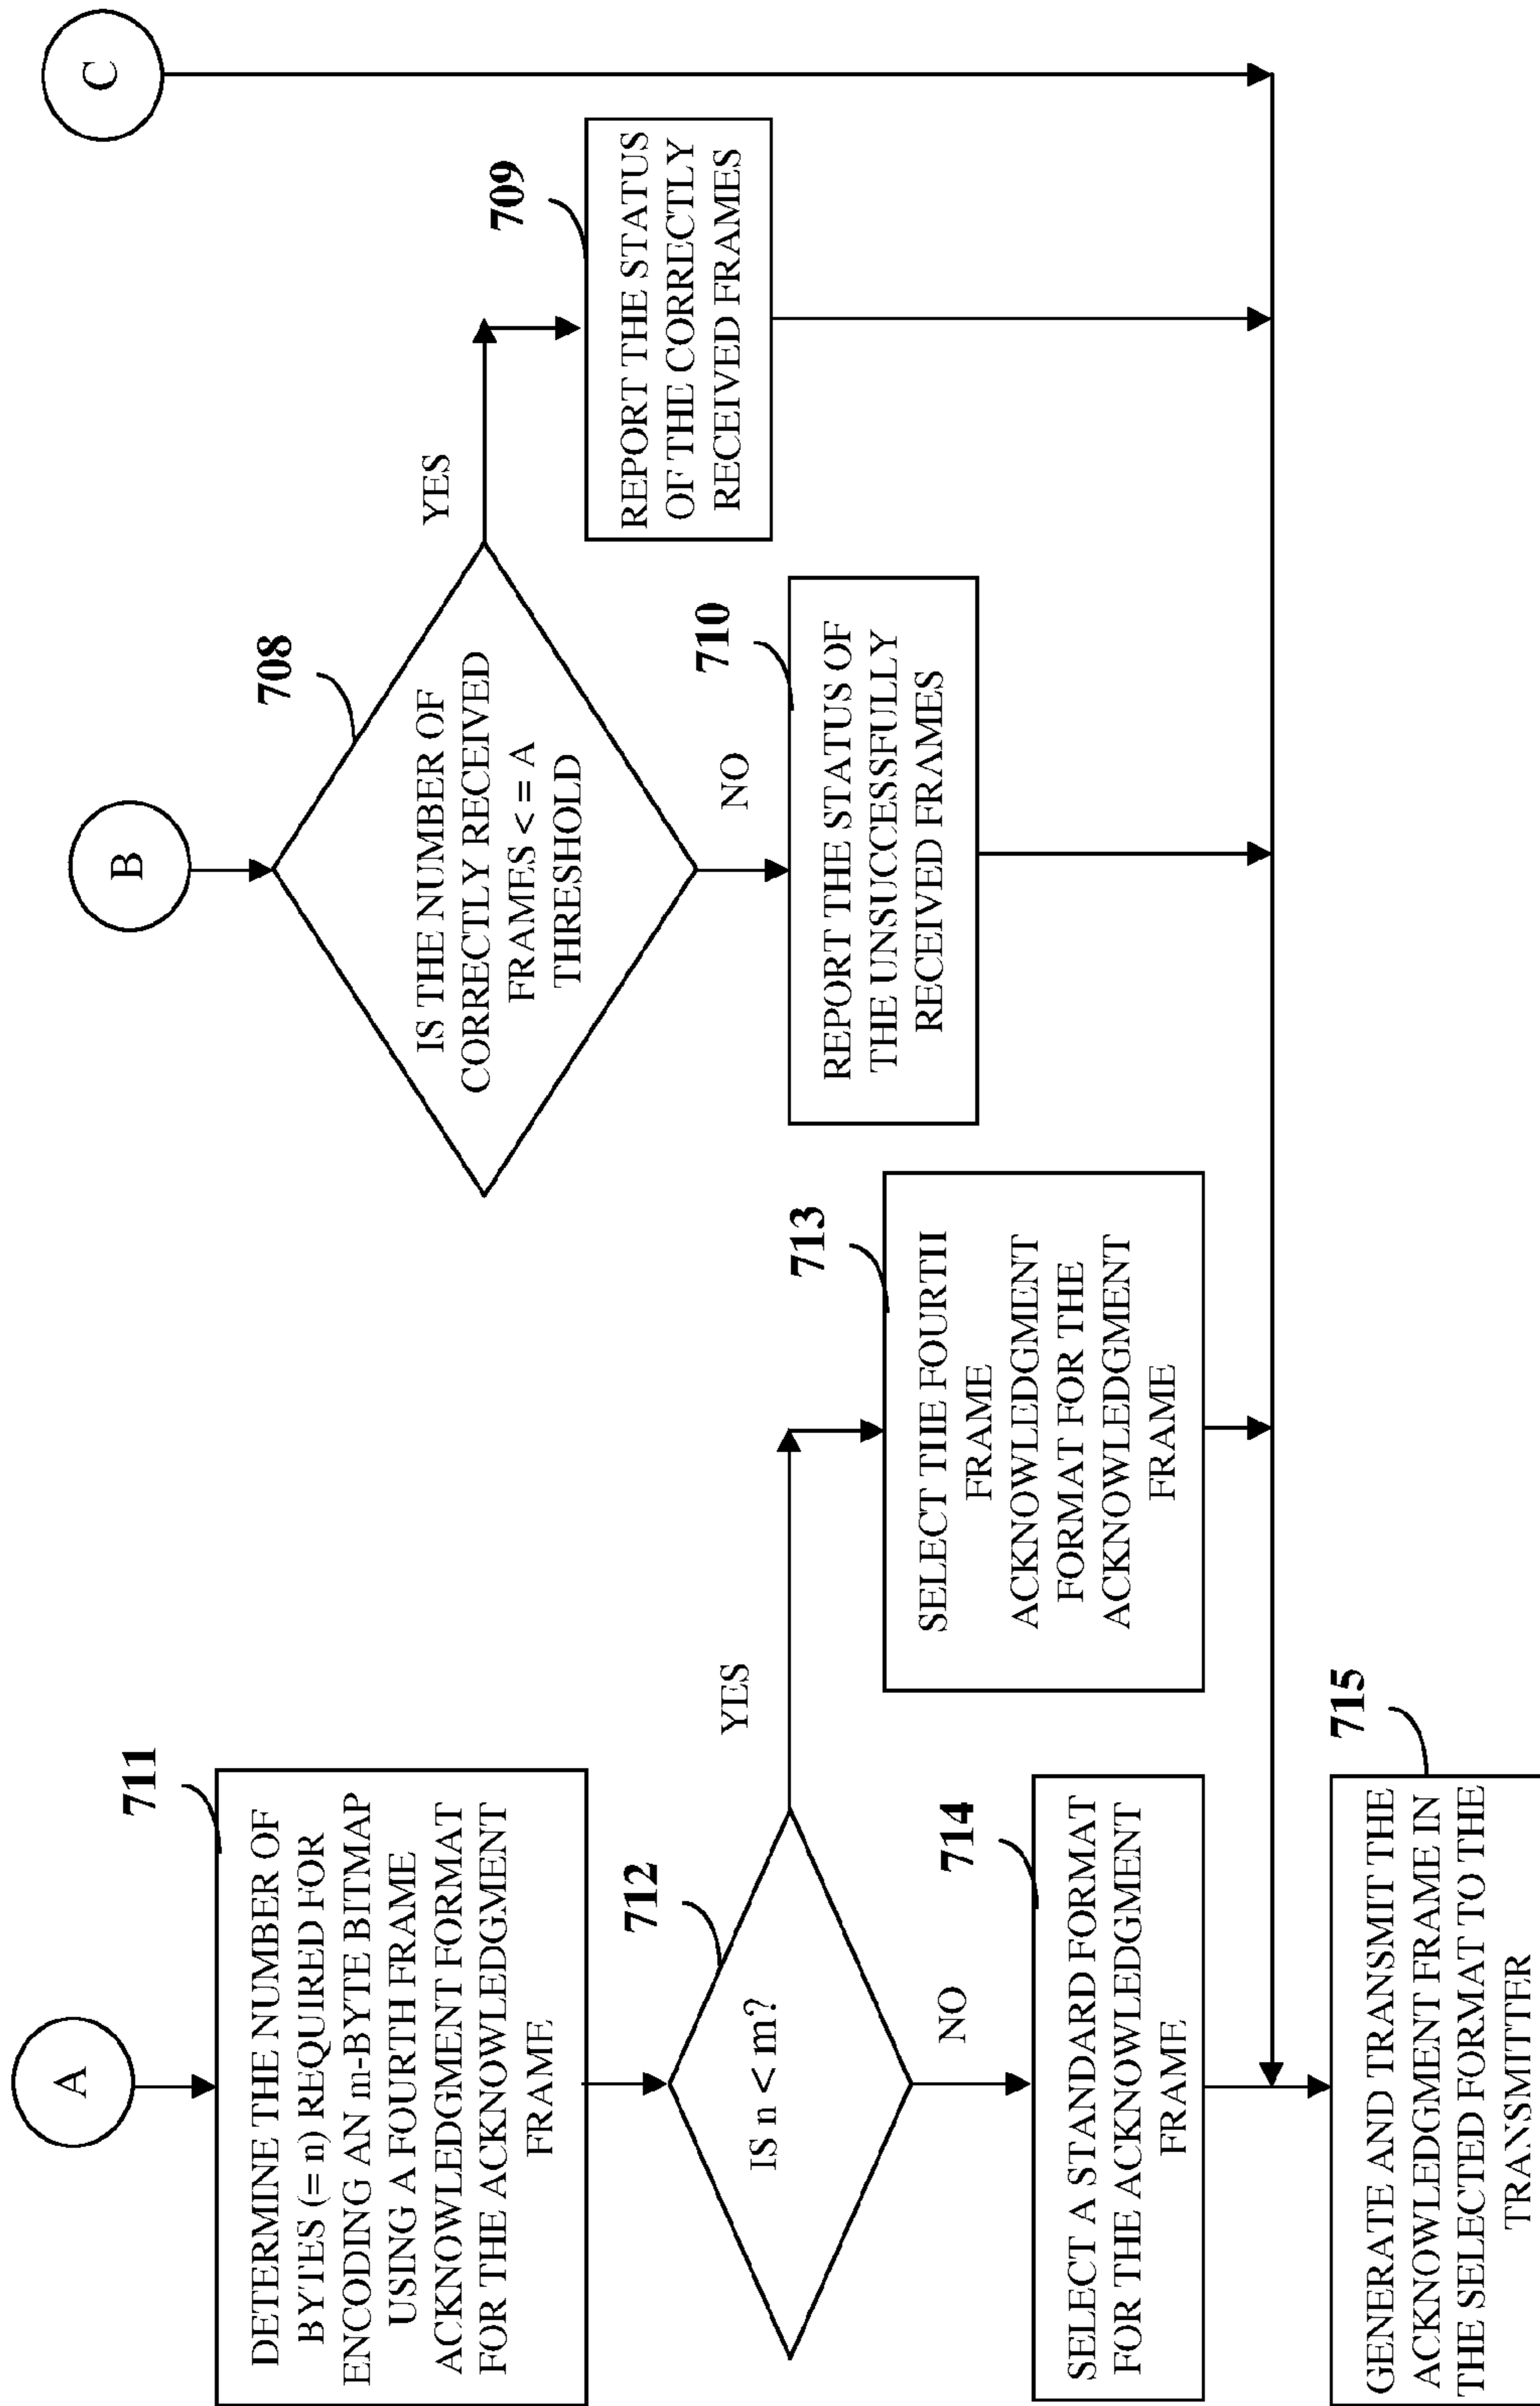 A
711
DETERMINE THE NUMBER OF
BYTES (= n) REQUIRED FOR
ENCODING AN m-BYTE BITMAP
USING A FOURTH FRAME
ACKNOWLEDGMENT FORMAT
FOR THE ACKNOWLEDGMENT
FRAME
712
IS n < m?
YES
NO
713
SELECT THE FOURTH
FRAME
ACKNOWLEDGMENT
FORMAT FOR THE
ACKNOWLEDGMENT
FRAME
714
SELECT A STANDARD FORMAT
FOR THE ACKNOWLEDGMENT
FRAME
715
GENERATE AND TRANSMIT THE
ACKNOWLEDGMENT FRAME IN
THE SELECTED FORMAT TO THE
TRANSMITTER
B
708
IS THE NUMBER OF
CORRECTLY RECEIVED
FRAMES < = A
THRESHOLD
YES
NO
709
REPORT THE STATUS
OF THE CORRECTLY
RECEIVED FRAMES
710
REPORT THE STATUS OF
THE UNSUCCESSFULLY
RECEIVED FRAMES
C